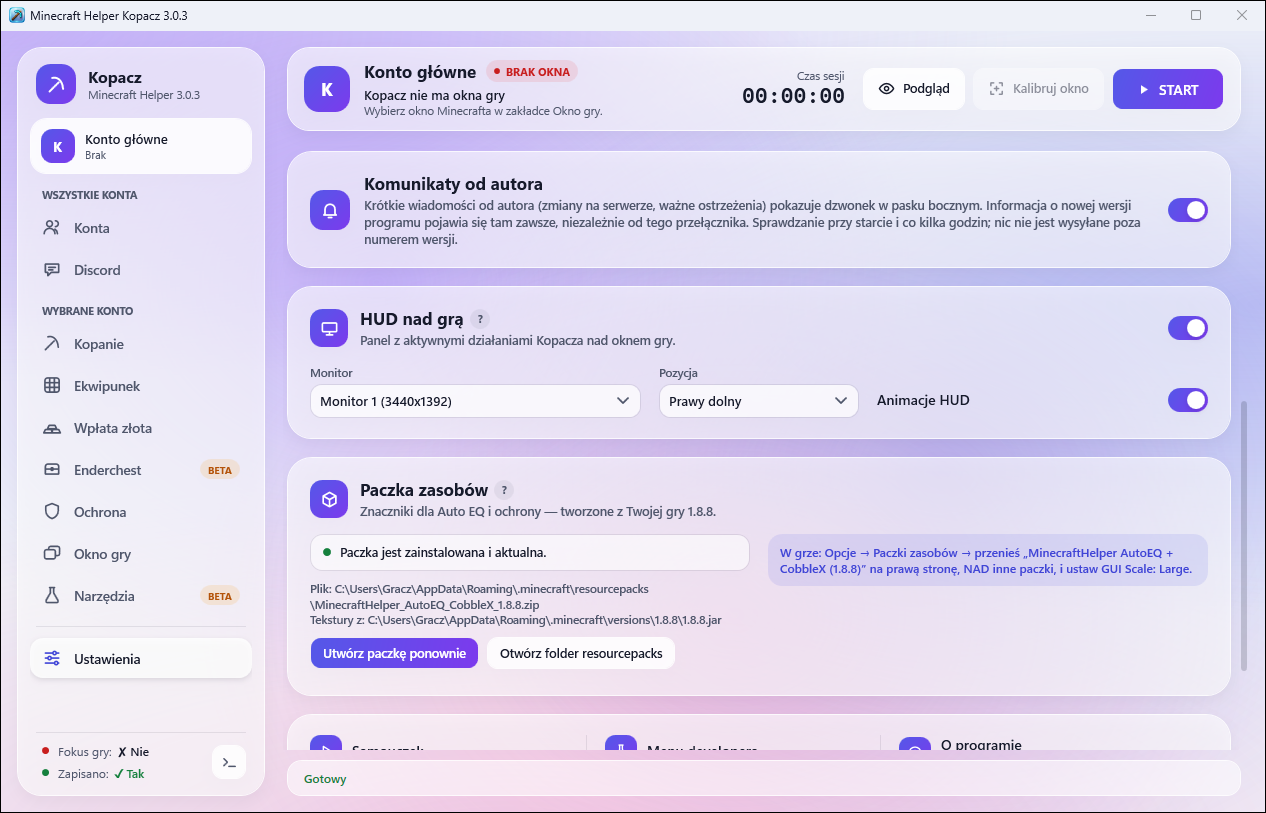 Minecraft Helper Kopacz 3.0.3
Kopacz
Minecraft Helper 3.0.3
K
Konto główne
Brak
WSZYSTKIE KONTA
Konta
Discord
WYBRANE KONTO
Kopanie
Ekwipunek
Wpłata złota
Enderchest
BETA
Ochrona
Okno gry
Narzędzia
BETA
Ustawienia
Fokus gry: ✗ Nie
Zapisano: ✓ Tak
K
Konto główne
BRAK OKNA
Kopacz nie ma okna gry
Wybierz okno Minecrafta w zakładce Okno gry.
Czas sesji
00:00:00
Podgląd
Kalibruj okno
START
Komunikaty od autora
Krótkie wiadomości od autora (zmiany na serwerze, ważne ostrzeżenia) pokazuje dzwonek w pasku bocznym. Informacja o nowej wersji
programu pojawia się tam zawsze, niezależnie od tego przełącznika. Sprawdzanie przy starcie i co kilka godzin; nic nie jest wysyłane poza
numerem wersji.
HUD nad grą ?
Panel z aktywnymi działaniami Kopacza nad oknem gry.
Monitor
Monitor 1 (3440x1392)
Pozycja
Prawy dolny
Animacje HUD
Paczka zasobów ?
Znaczniki dla Auto EQ i ochrony — tworzone z Twojej gry 1.8.8.
Paczka jest zainstalowana i aktualna.
Plik: C:\Users\Gracz\AppData\Roaming\.minecraft\resourcepacks
\MinecraftHelper_AutoEQ_CobbleX_1.8.8.zip
Tekstury z: C:\Users\Gracz\AppData\Roaming\.minecraft\versions\1.8.8\1.8.8.jar
W grze: Opcje → Paczki zasobów → przenieś „MinecraftHelper AutoEQ +
CobbleX (1.8.8)” na prawą stronę, NAD inne paczki, i ustaw GUI Scale: Large.
Utwórz paczkę ponownie
Otwórz folder resourcepacks
Samouczek
Menu developera
O programie
Gotowy